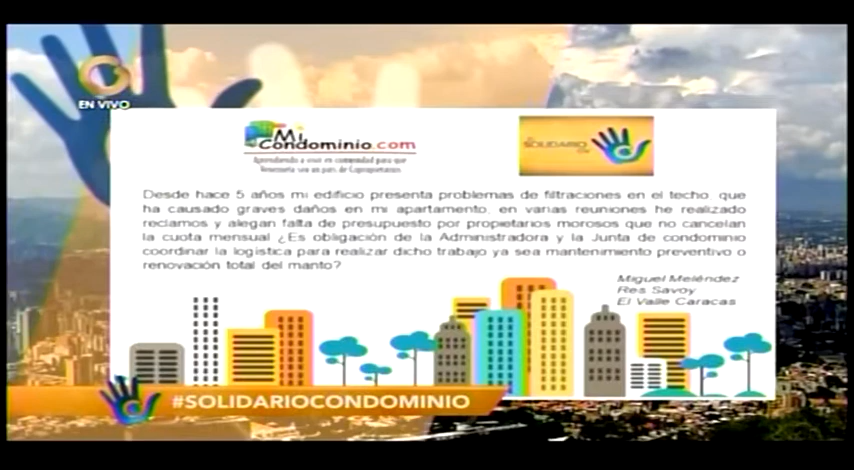 EN VIVO
Mi
Condominio.com
Aprendiendo a vivir en comunidad para que
Venezuela sea un país de Copropietarios
SOLIDARIO
Desde hace 5 años mi edificio presenta problemas de filtraciones en el techo, que
ha causado graves daños en mi apartamento, en varias reuniones he realizado
reclamos y alegan falta de presupuesto por propietarios morosos que no cancelan
la cuota mensual ¿Es obligación de la Administradora y la Junta de condominio
coordinar la logística para realizar dicho trabajo ya sea mantenimiento preventivo o
renovación total del manto?
Miguel Meléndez
Res Savoy
El Valle Caracas
#SOLIDARIOCONDOMINIO